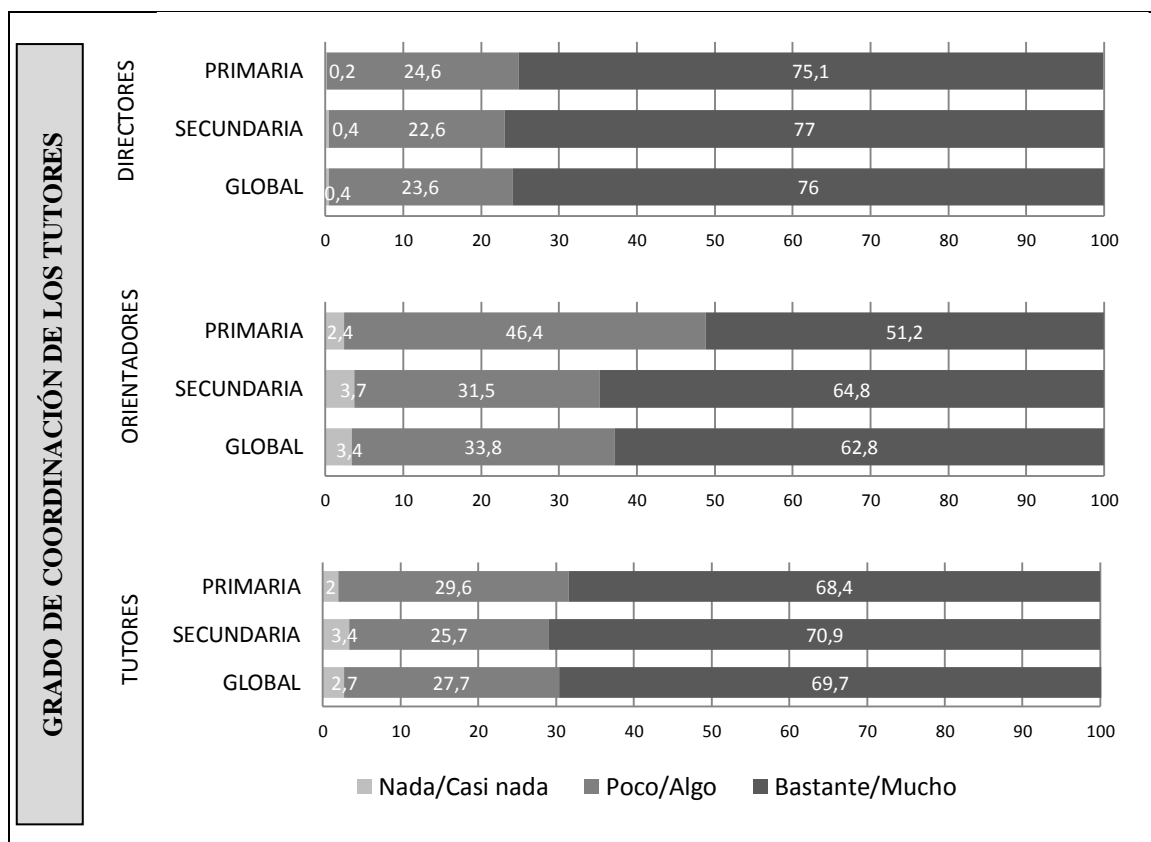 GRADO DE COORDINACIÓN DE LOS TUTORES
DIRECTORES
PRIMARIA
0,2 24,6 75,1
SECUNDARIA
0,4 22,6 77
GLOBAL
0,4 23,6 76
0 10 20 30 40 50 60 70 80 90 100
ORIENTADORES
PRIMARIA
2,4 46,4 51,2
SECUNDARIA
3,7 31,5 64,8
GLOBAL
3,4 33,8 62,8
0 10 20 30 40 50 60 70 80 90 100
TUTORES
PRIMARIA
2 29,6 68,4
SECUNDARIA
3,4 25,7 70,9
GLOBAL
2,7 27,7 69,7
0 10 20 30 40 50 60 70 80 90 100
Nada/Casi nada Poco/Algo Bastante/Mucho